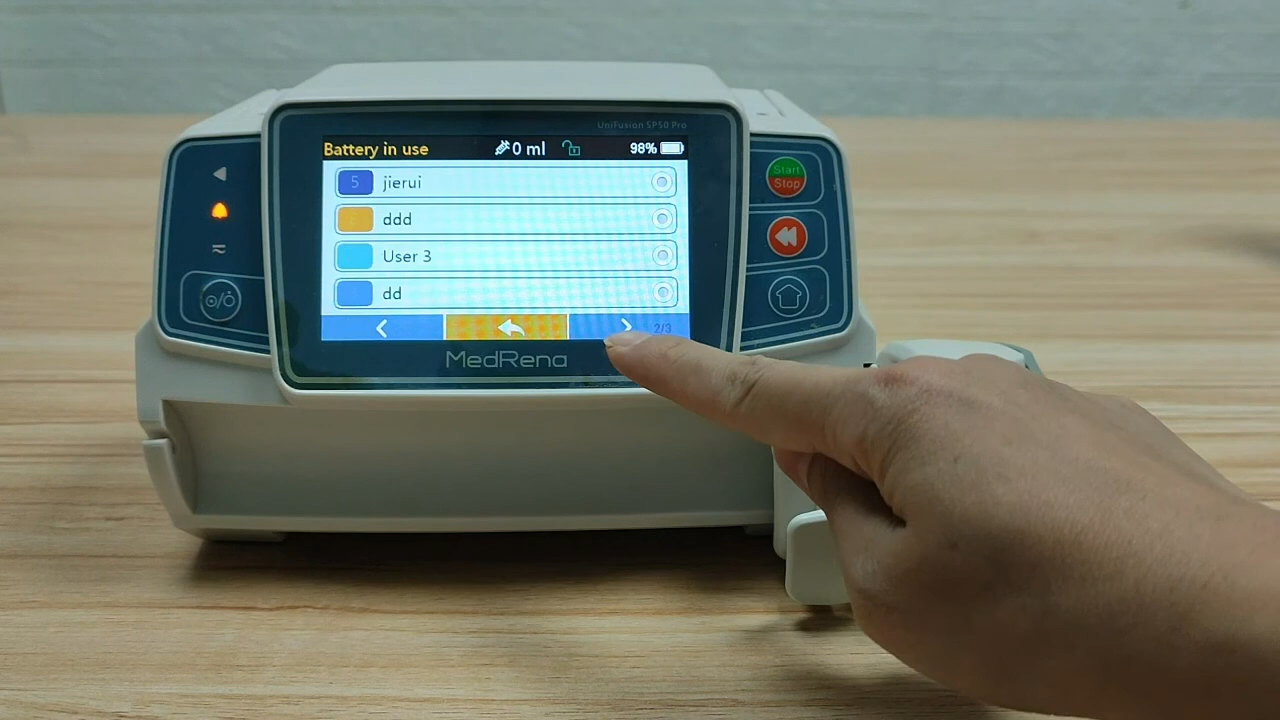 UniFusion SP50 Pro
Battery in use 0 ml 98%
5 jierui
ddd
User 3
dd
2/3
MedRena
Start
Stop